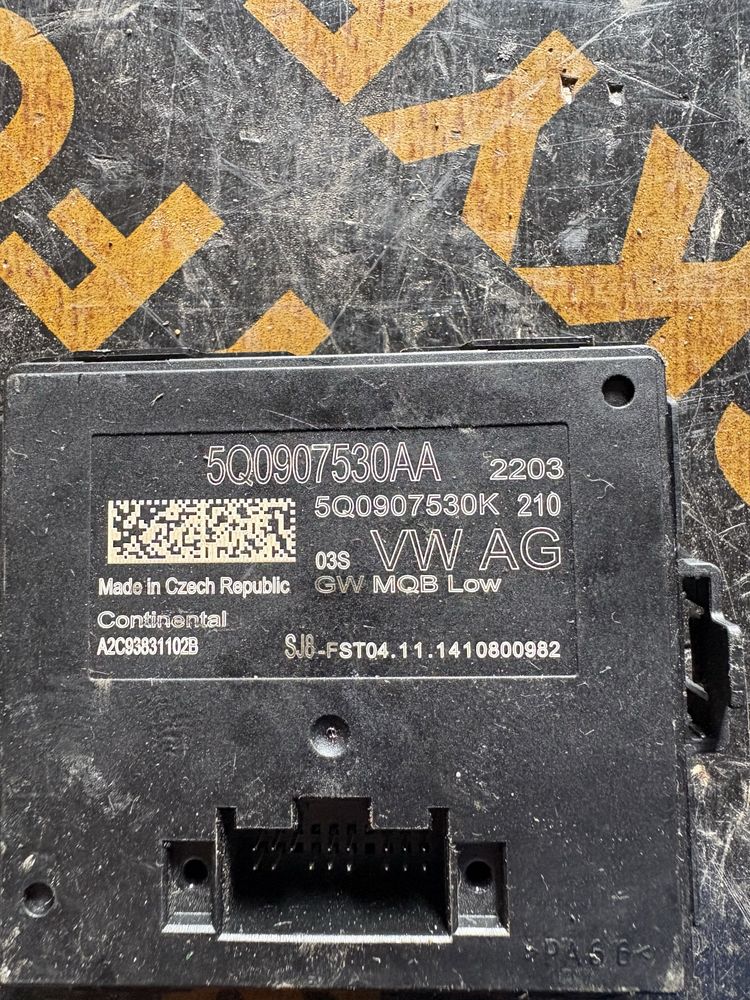 5Q0907530AA 2203
5Q0907530K 210
03S VW AG
Made in Czech Republic GW MQB Low
Continental
A2C93831102B SJ8-FST04.11.1410800982
>PA66<